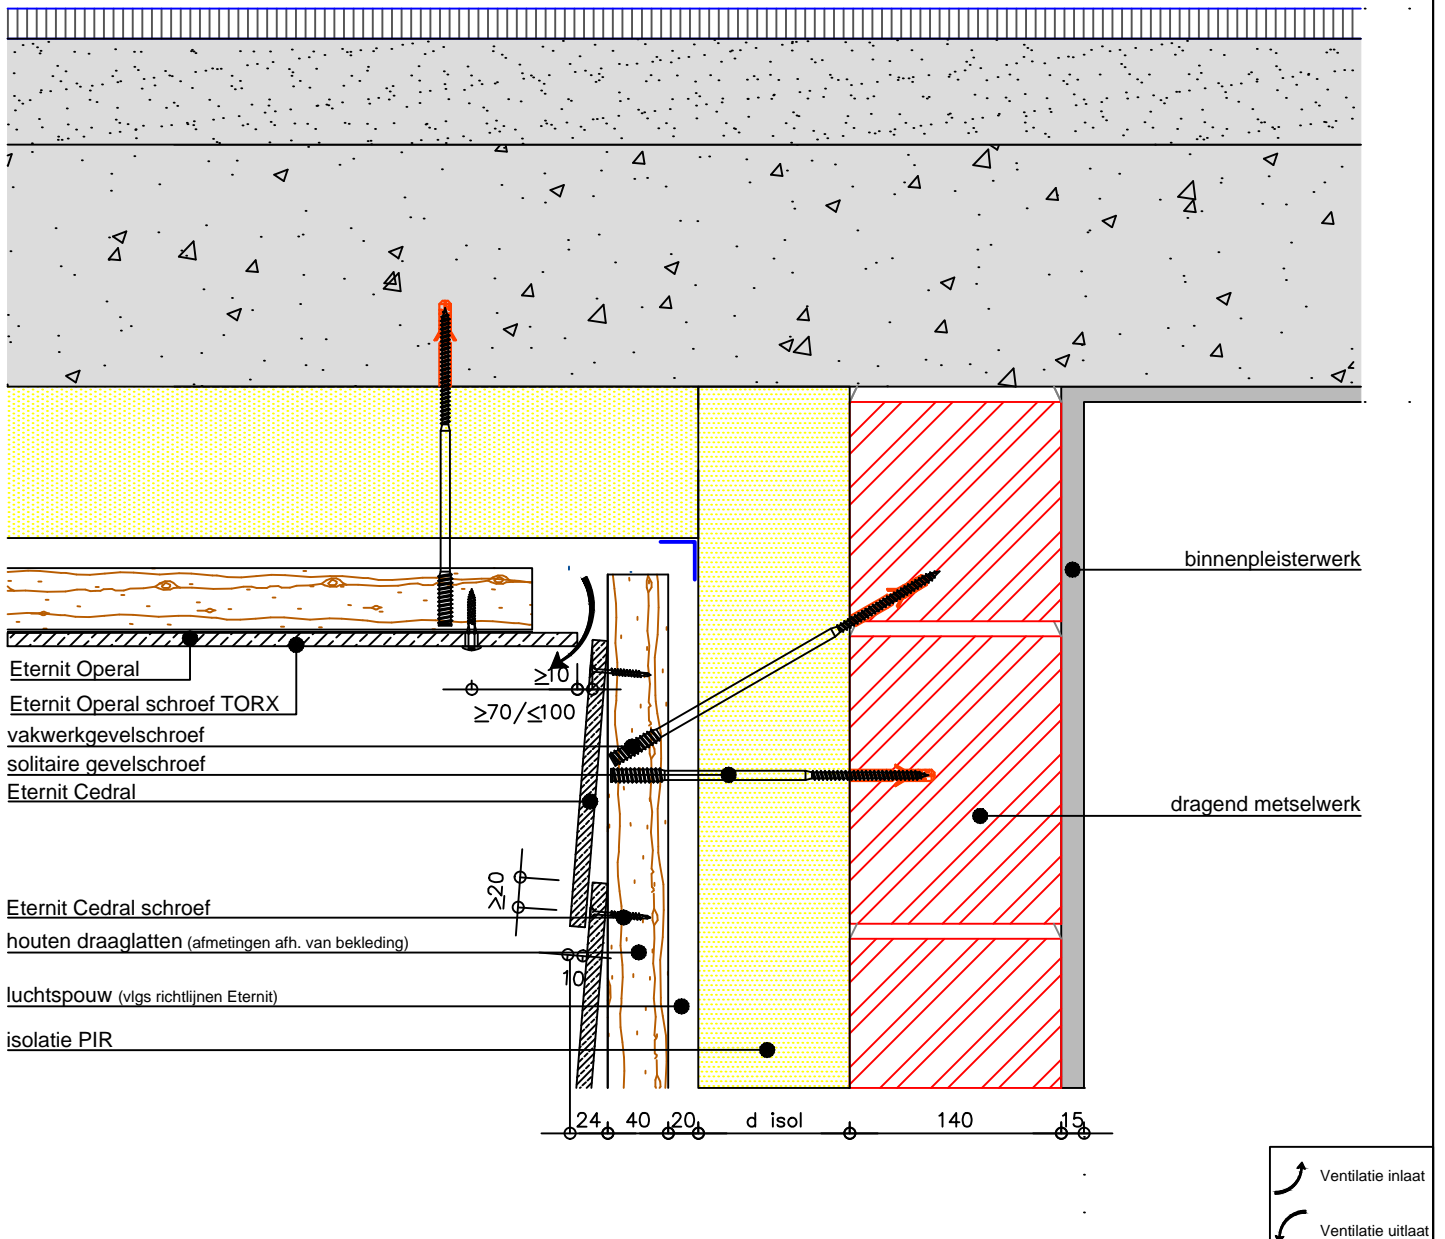 binnenpleisterwerk
Eternit Operal
≥10
Eternit Operal schroef TORX
≥70/≤100
vakwerkgevelschroef
solitaire gevelschroef
Eternit Cedral
dragend metselwerk
≥20
Eternit Cedral schroef
houten draaglatten (afmetingen afh. van bekleding)
10
luchtspouw (vlgs richtlijnen Eternit)
isolatie PIR
24 40 20 d isol 140 15
Ventilatie inlaat
Ventilatie uitlaat